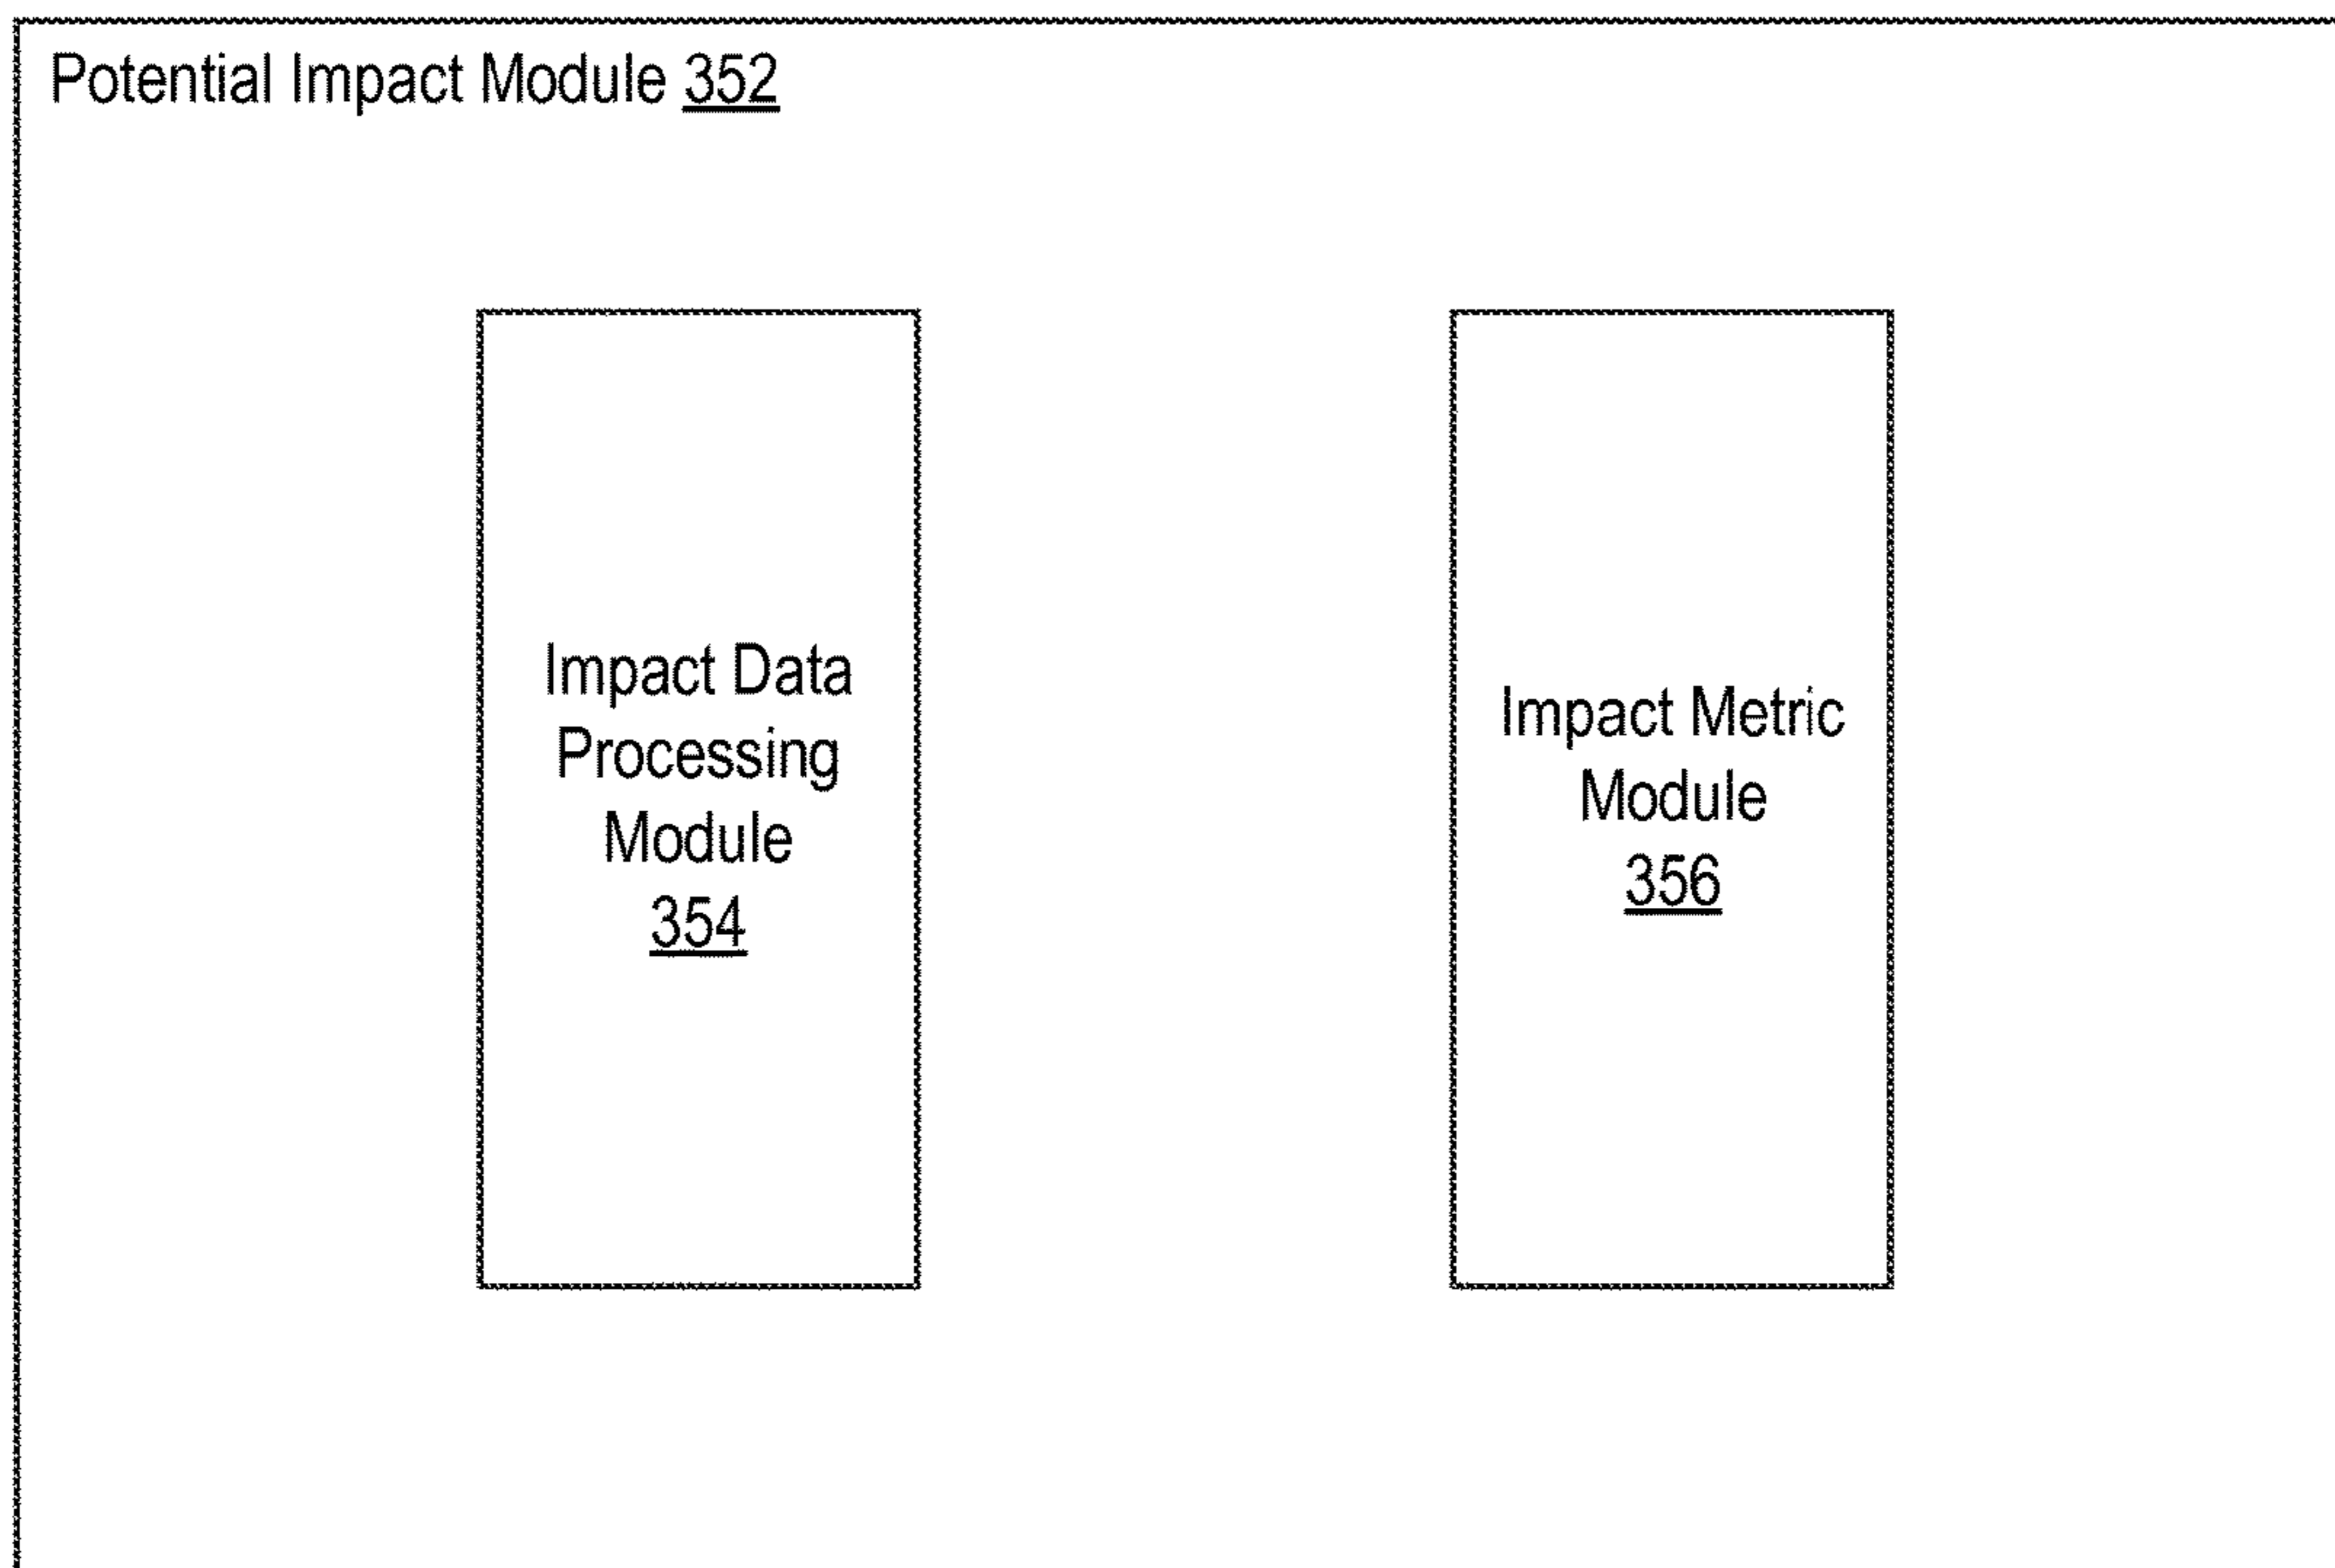 Potential Impact Module 352
Impact Data
Processing
Module
354
Impact Metric
Module
356